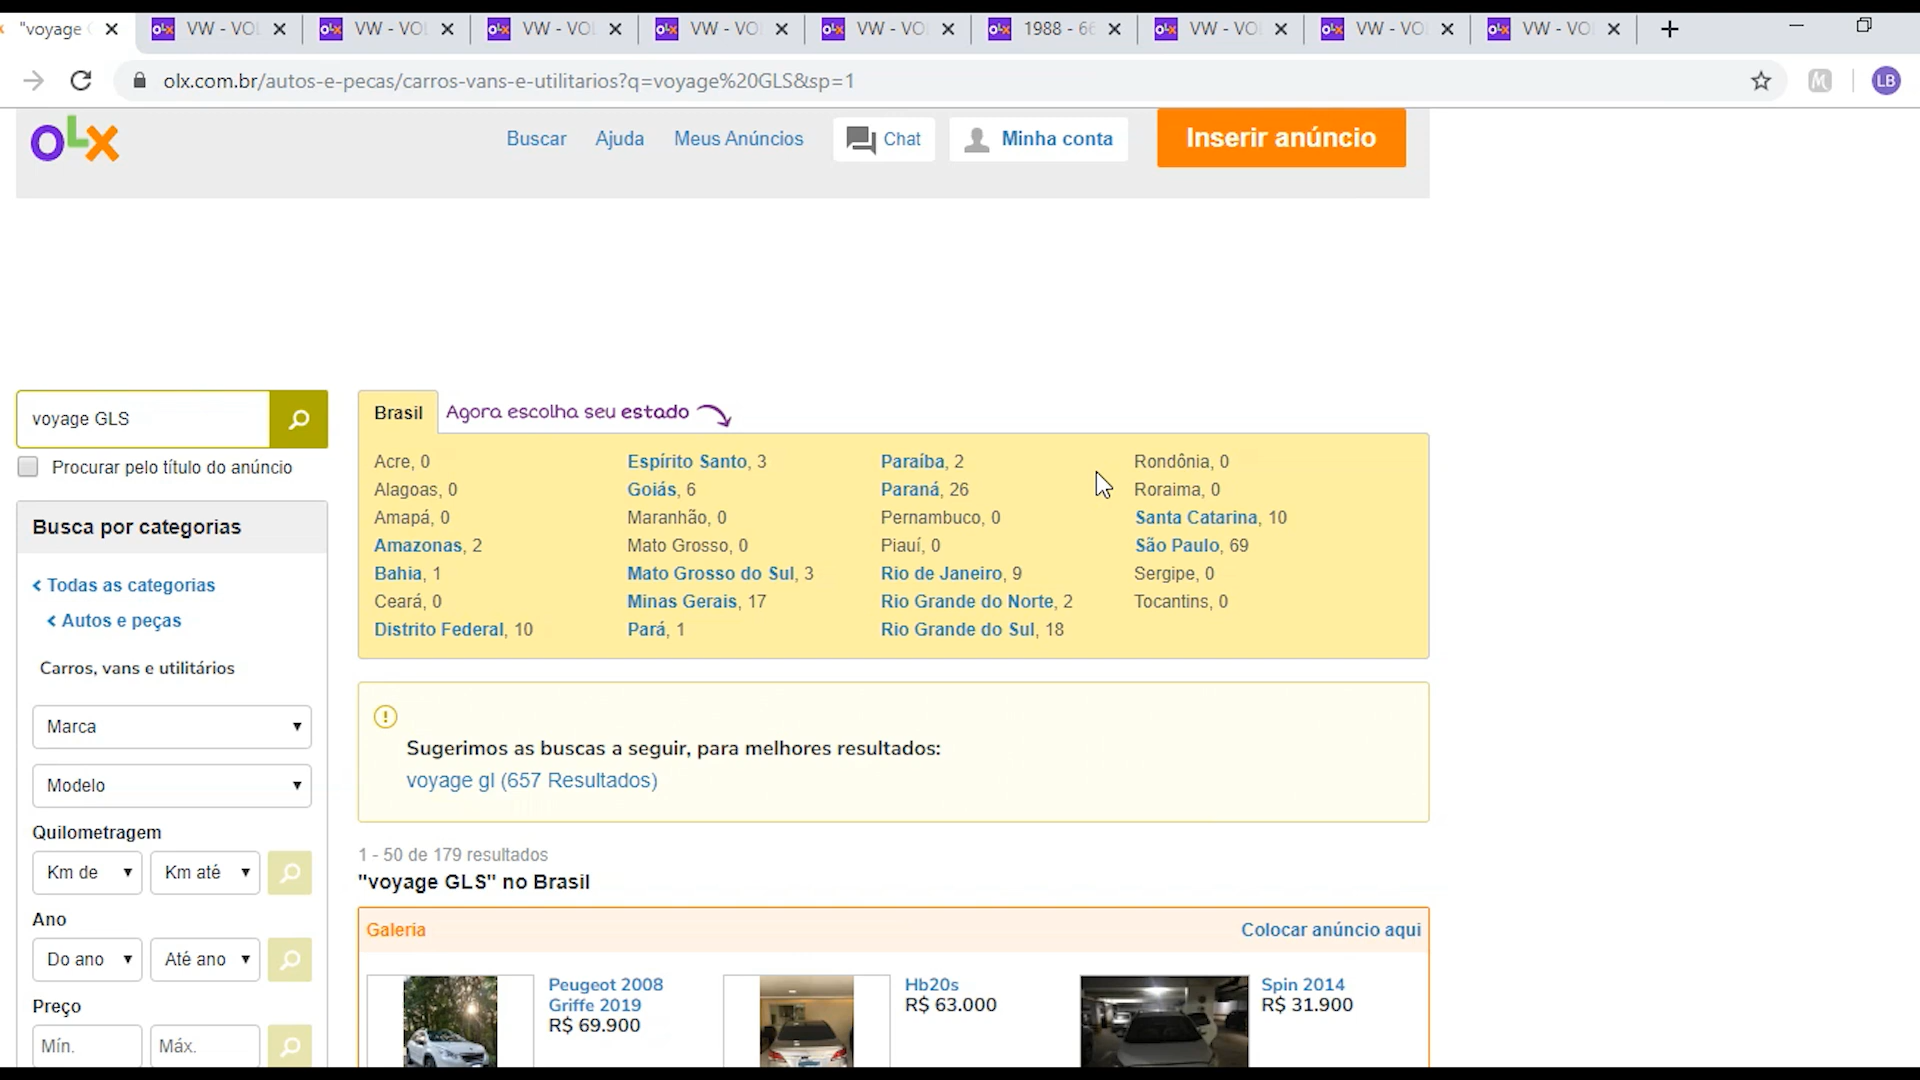 "voyage G
VW - VOL
VW - VOL
VW - VOL
VW - VOL
VW - VO
1988 - 66
VW - VO
VW - VO
VW - VO
olx.com.br/autos-e-pecas/carros-vans-e-utilitarios?q=voyage%20GLS&sp=1
LB
OLX
Buscar
Ajuda
Meus Anúncios
Chat
Minha conta
Inserir anúncio
voyage GLS
Procurar pelo título do anúncio
Busca por categorias
Todas as categorias
Autos e peças
Carros, vans e utilitários
Marca
Modelo
Quilometragem
Km de
Km até
Ano
Do ano
Até ano
Preço
Mín.
Máx.
Brasil
Agora escolha seu estado
Acre, 0
Alagoas, 0
Amapá, 0
Amazonas, 2
Bahia, 1
Ceará, 0
Distrito Federal, 10
Espírito Santo, 3
Goiás, 6
Maranhão, 0
Mato Grosso, 0
Mato Grosso do Sul, 3
Minas Gerais, 17
Pará, 1
Paraíba, 2
Paraná, 26
Pernambuco, 0
Piauí, 0
Rio de Janeiro, 9
Rio Grande do Norte, 2
Rio Grande do Sul, 18
Rondônia, 0
Roraima, 0
Santa Catarina, 10
São Paulo, 69
Sergipe, 0
Tocantins, 0
Sugerimos as buscas a seguir, para melhores resultados:
voyage gl (657 Resultados)
1 - 50 de 179 resultados
"voyage GLS" no Brasil
Galeria
Colocar anúncio aqui
Peugeot 2008
Griffe 2019
R$ 69.900
Hb20s
R$ 63.000
Spin 2014
R$ 31.900